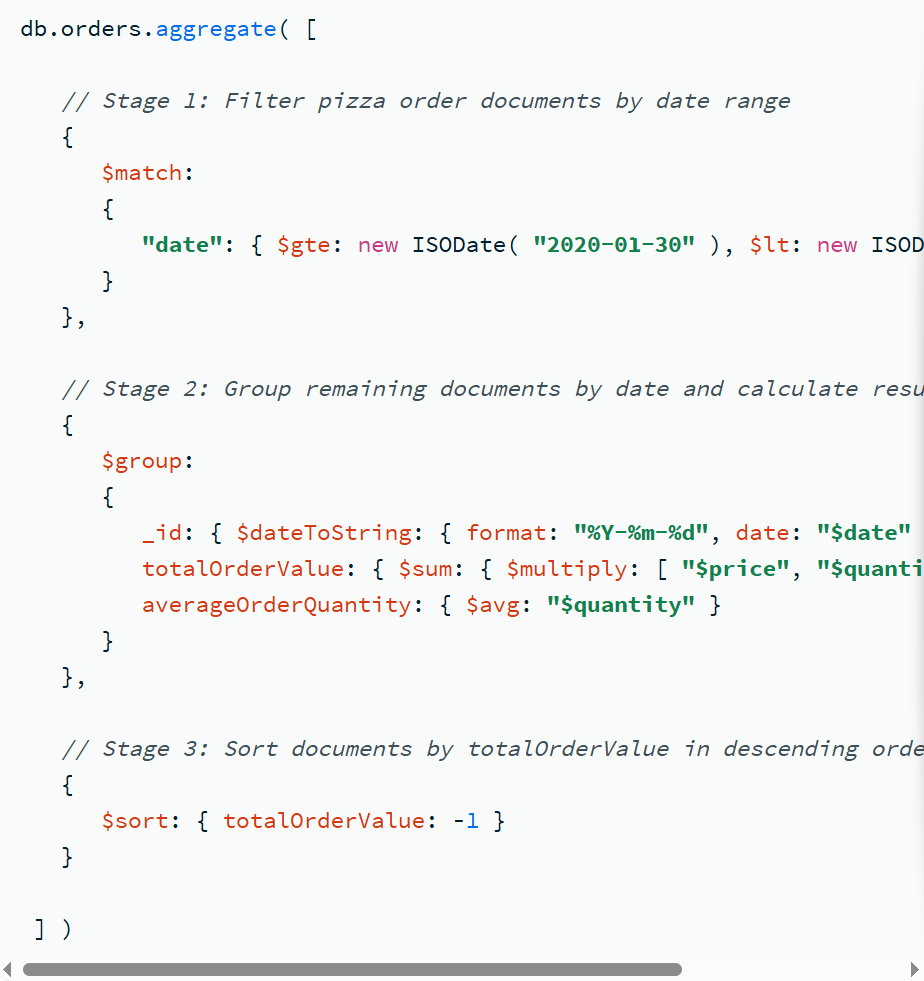 db.orders.aggregate( [
// Stage 1: Filter pizza order documents by date range
{
$match:
{
"date": { $gte: new ISODate( "2020-01-30" ), $lt: new ISOD
}
},
// Stage 2: Group remaining documents by date and calculate resu
{
$group:
{
_id: { $dateToString: { format: "%Y-%m-%d", date: "$date"
totalOrderValue: { $sum: { $multiply: [ "$price", "$quanti
averageOrderQuantity: { $avg: "$quantity" }
}
},
// Stage 3: Sort documents by totalOrderValue in descending orde
{
$sort: { totalOrderValue: -1 }
}
] )